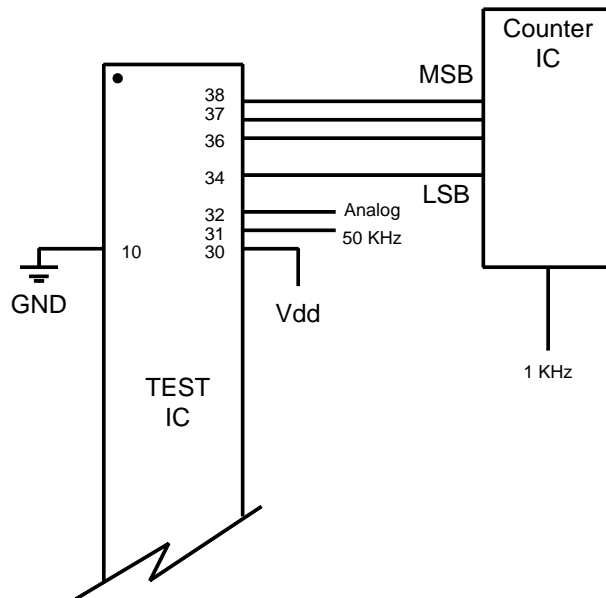 Counter
IC
MSB
38
37
36
34
LSB
32
Analog
31
50 KHz
10
30
GND
Vdd
1 KHz
TEST
IC